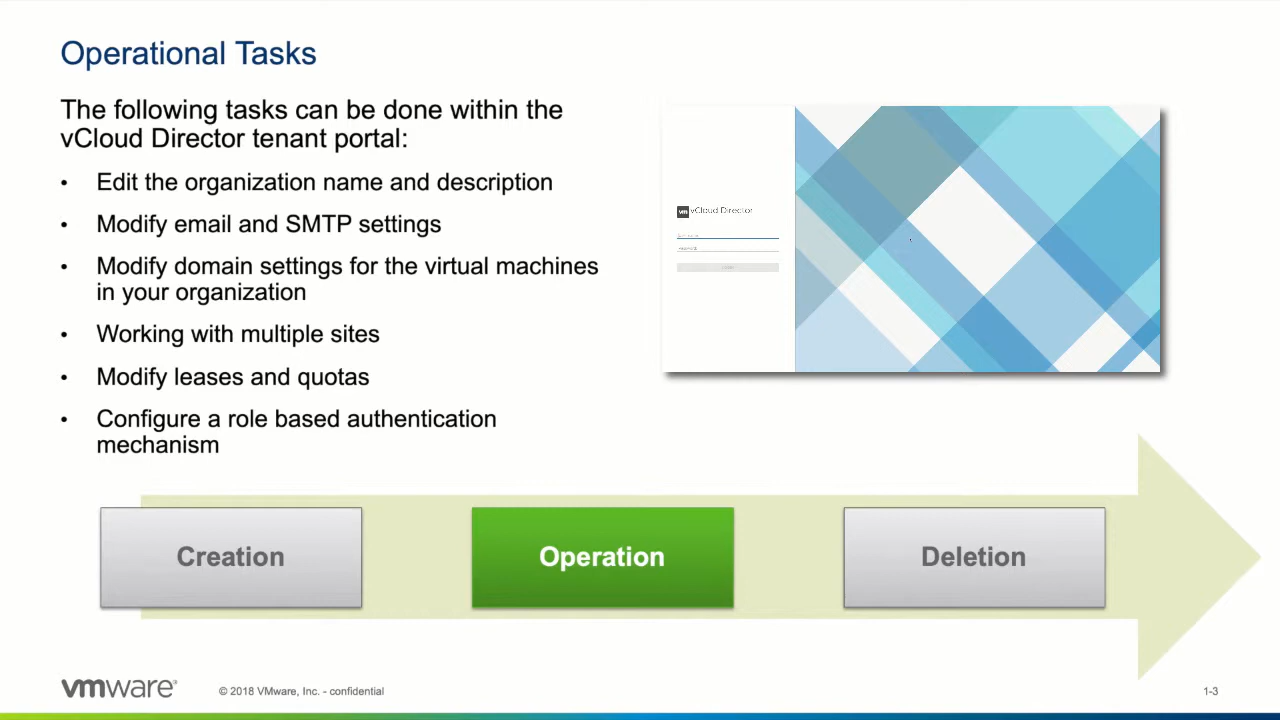 Operational Tasks
The following tasks can be done within the
vCloud Director tenant portal:
• Edit the organization name and description
• Modify email and SMTP settings
• Modify domain settings for the virtual machines
in your organization
• Working with multiple sites
• Modify leases and quotas
• Configure a role based authentication
mechanism
vm vCloud Director
Creation
Operation
Deletion
vmware
© 2018 VMware, Inc. - confidential
1-3